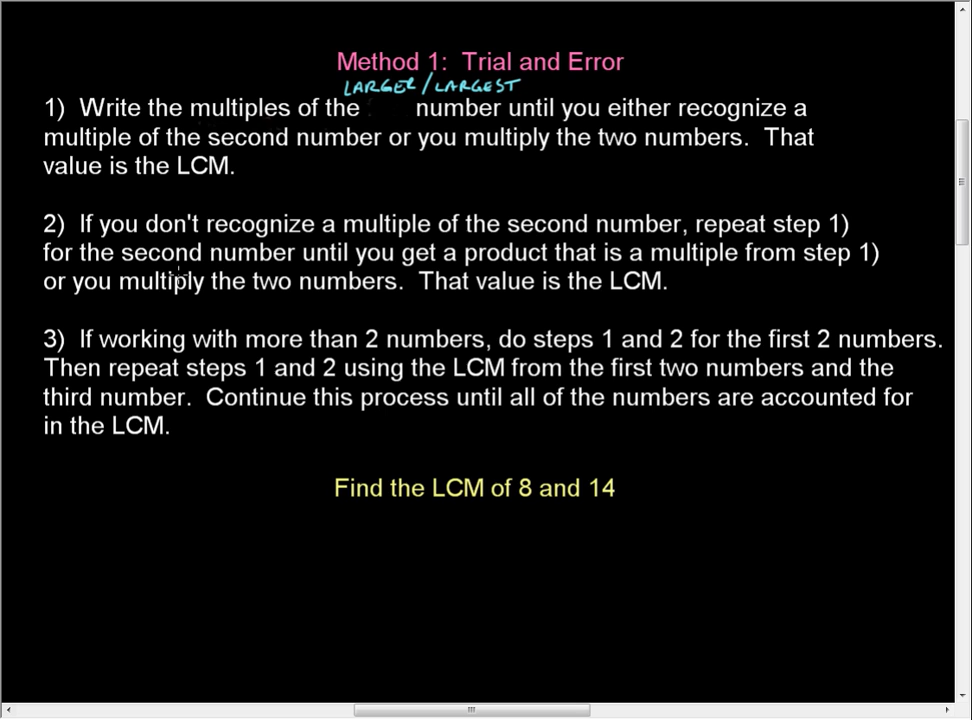 Method 1: Trial and Error
LARGER/LARGEST
1) Write the multiples of the number until you either recognize a
multiple of the second number or you multiply the two numbers. That
value is the LCM.
2) If you don't recognize a multiple of the second number, repeat step 1)
for the second number until you get a product that is a multiple from step 1)
or you multiply the two numbers. That value is the LCM.
3) If working with more than 2 numbers, do steps 1 and 2 for the first 2 numbers.
Then repeat steps 1 and 2 using the LCM from the first two numbers and the
third number. Continue this process until all of the numbers are accounted for
in the LCM.
Find the LCM of 8 and 14